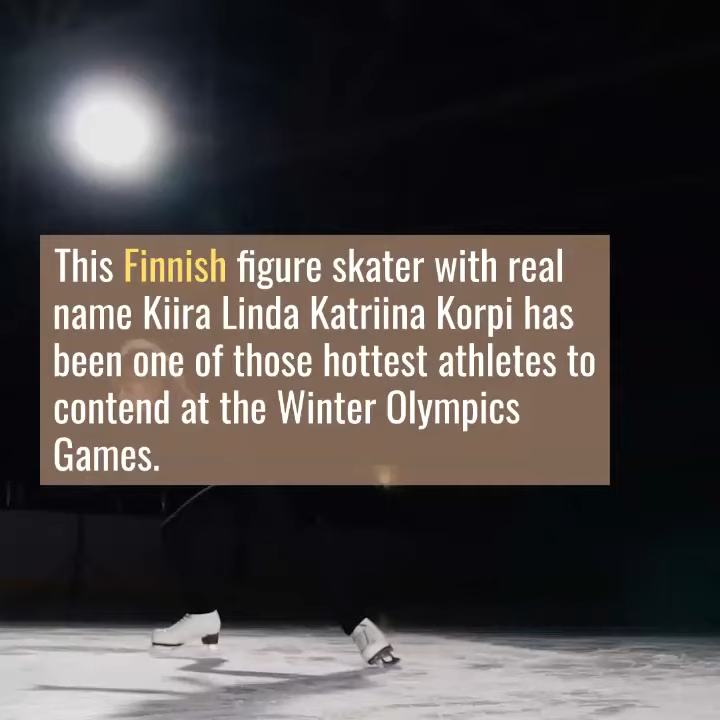 This Finnish figure skater with real
name Kiira Linda Katriina Korpi has
been one of those hottest athletes to
contend at the Winter Olympics
Games.